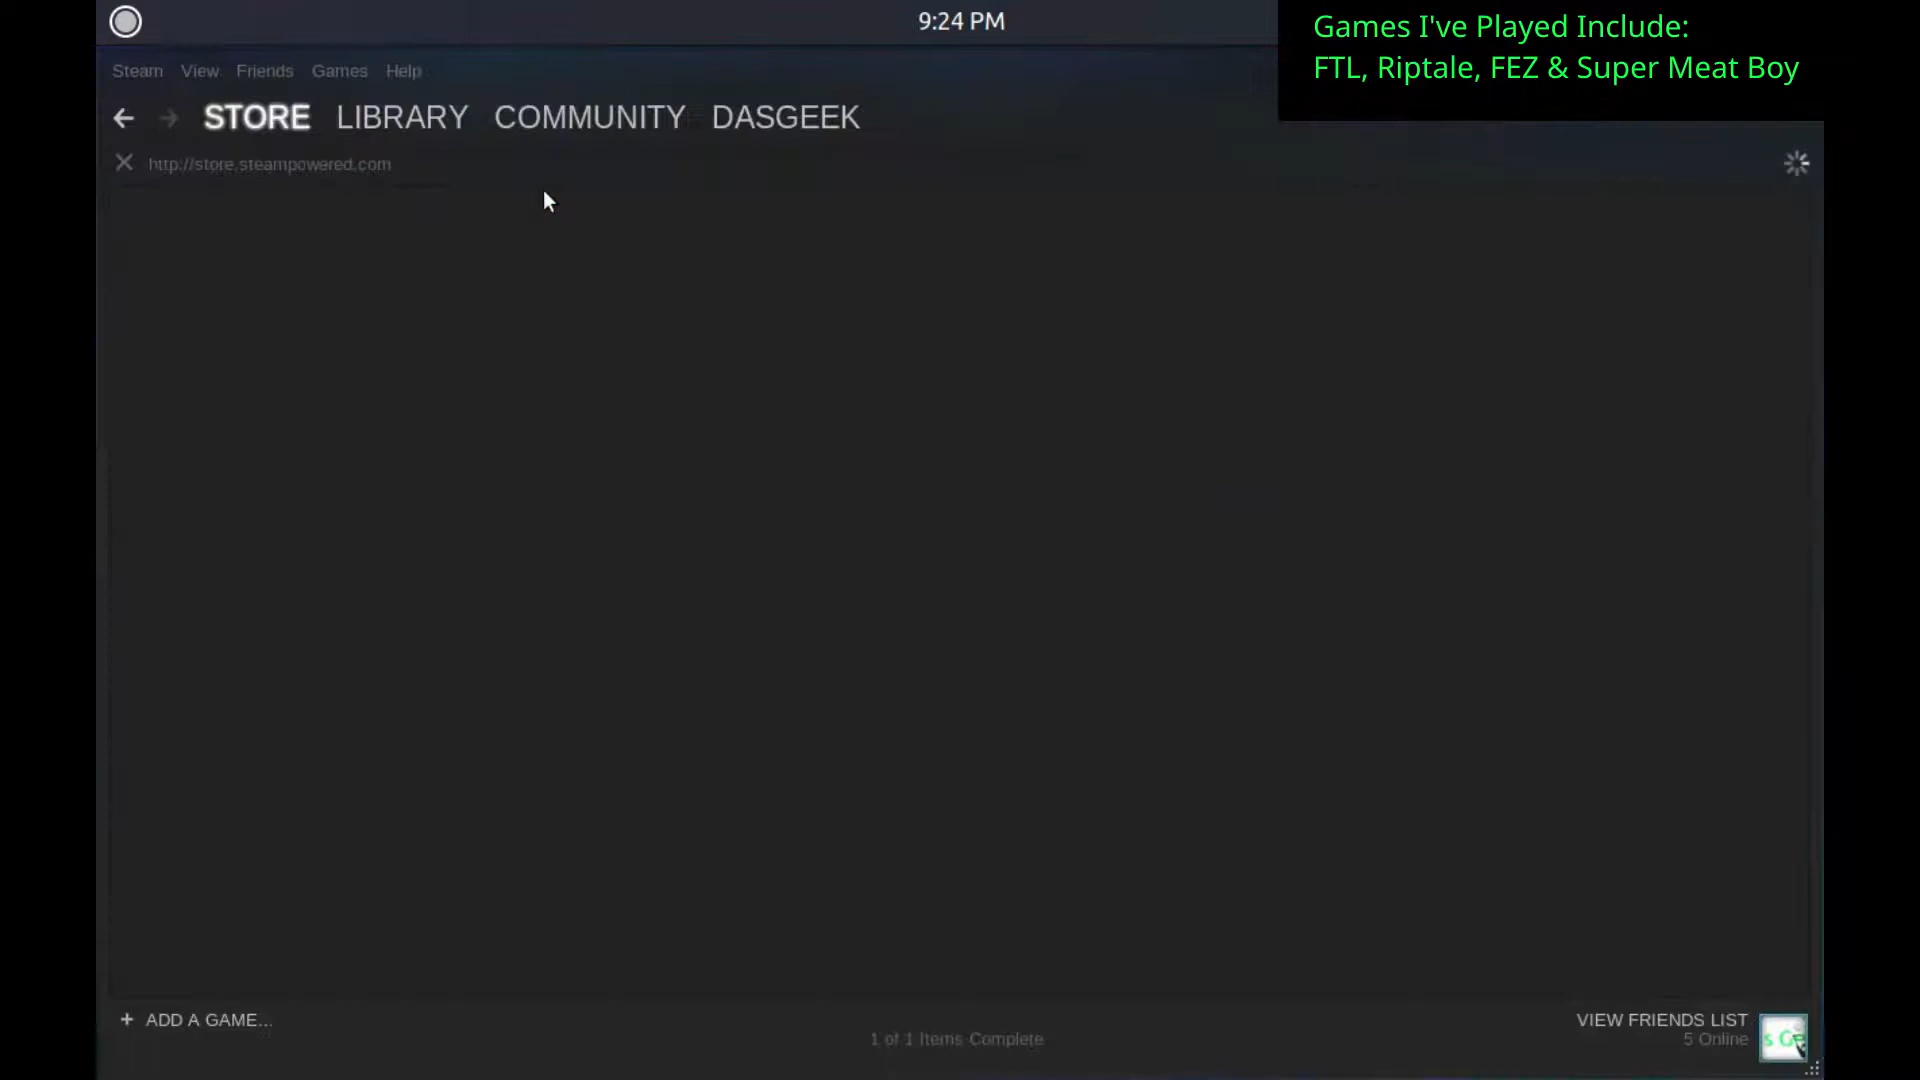 9:24 PM
Games I've Played Include:
FTL, Riptale, FEZ & Super Meat Boy
Steam View Friends Games Help
STORE LIBRARY COMMUNITY DASGEEK
http://store.steampowered.com
+ ADD A GAME...
1 of 1 Items Complete
VIEW FRIENDS LIST
5 Online